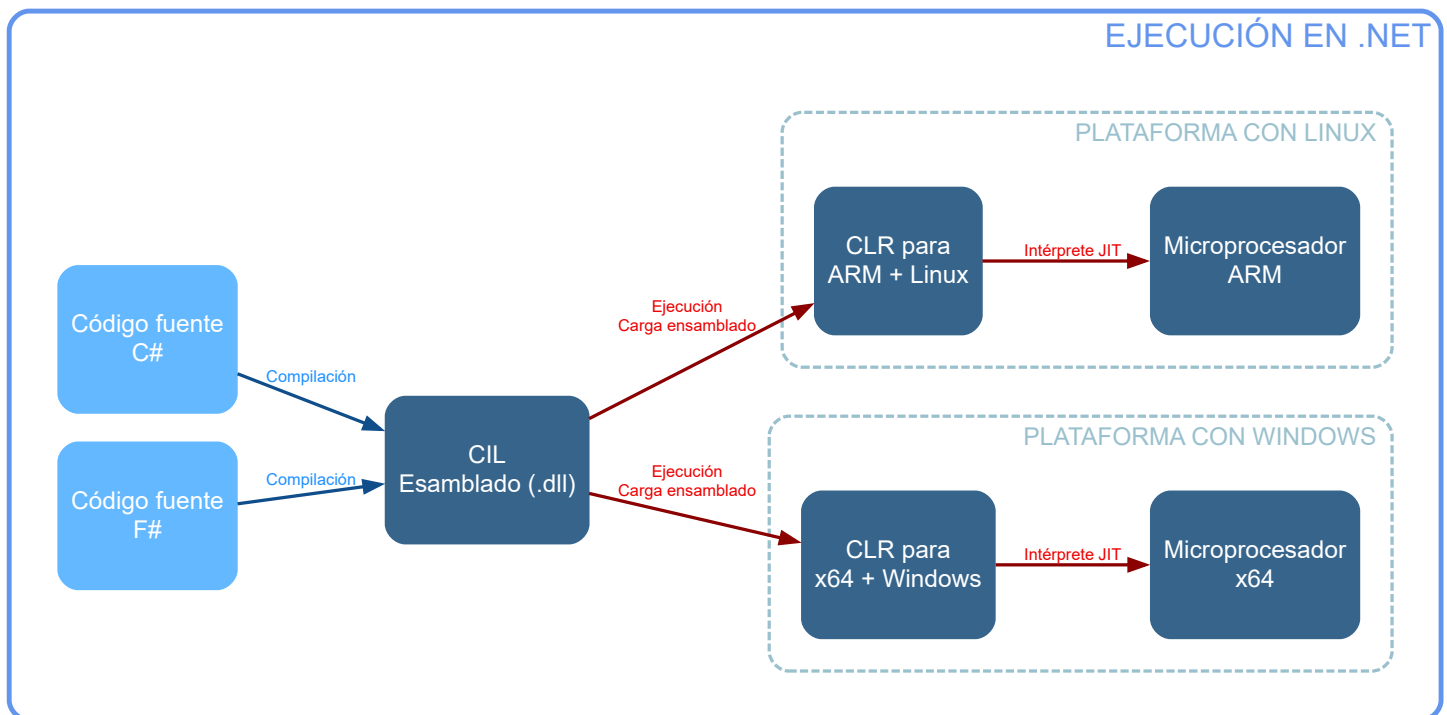 EJECUCIÓN EN .NET
PLATAFORMA CON LINUX
CLR para
ARM + Linux
Intérprete JIT
Microprocesador
ARM
Código fuente
C#
Compilación
Ejecución
Carga ensamblado
CIL
Esamblado (.dll)
Código fuente
F#
Compilación
Ejecución
Carga ensamblado
PLATAFORMA CON WINDOWS
CLR para
x64 + Windows
Intérprete JIT
Microprocesador
x64